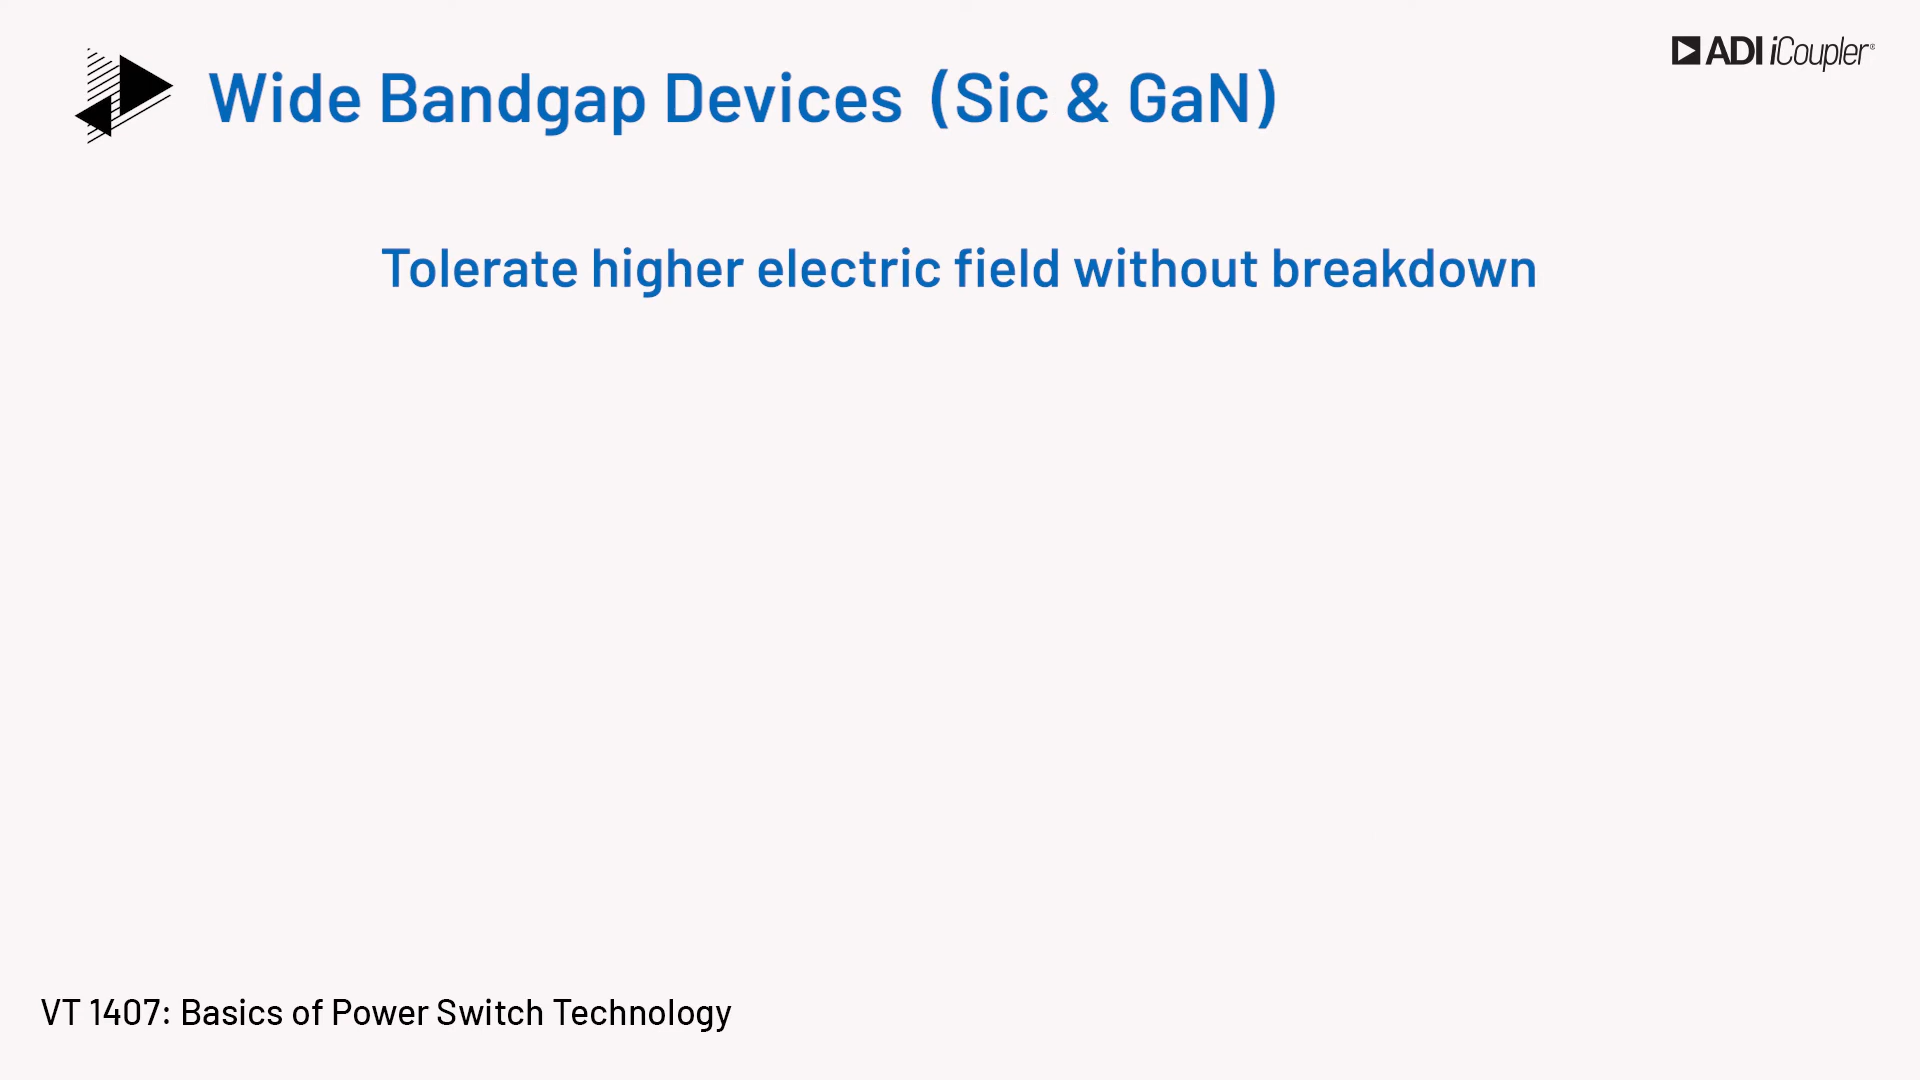 Wide Bandgap Devices (Sic & GaN)
ADI iCoupler®
Tolerate higher electric field without breakdown
VT 1407: Basics of Power Switch Technology